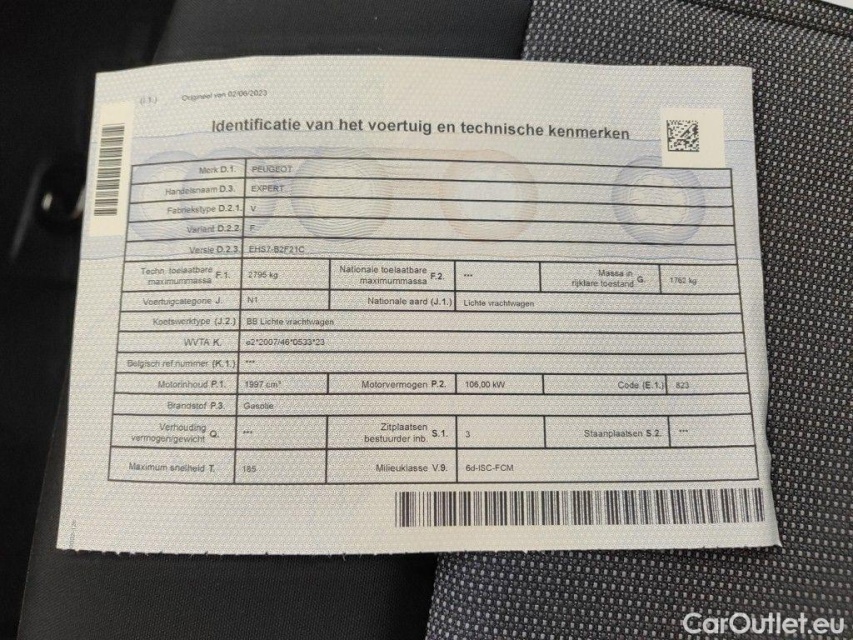 (I.1.) Origineel van 02/06/2023
Identificatie van het voertuig en technische kenmerken
Merk D.1. PEUGEOT
Handelsnaam D.3. EXPERT
Fabriekstype D.2.1. V
Variant D.2.2. F
Versie D.2.3. EHS7-B2F21C
Techn. toelaatbare maximummassa F.1. 2795 kg Nationale toelaatbare maximummassa F.2. --- Massa in rijklare toestand G. 1762 kg
Voertuigcategorie J. N1 Nationale aard (J.1.) Lichte vrachtwagen
Koetswerktype (J.2.) BB Lichte vrachtwagen
WVTA K. e2*2007/46*0533*23
Belgisch ref.nummer (K.1.) ---
Motorinhoud P.1. 1997 cm³ Motorvermogen P.2. 106,00 kW Code (E.1.) 823
Brandstof P.3. Gasolie
Verhouding vermogen/gewicht Q. --- Zitplaatsen bestuurder inb. S.1. 3 Staanplaatsen S.2. ---
Maximum snelheid T. 185 Milieuklasse V.9. 6d-ISC-FCM
CarOutlet.eu